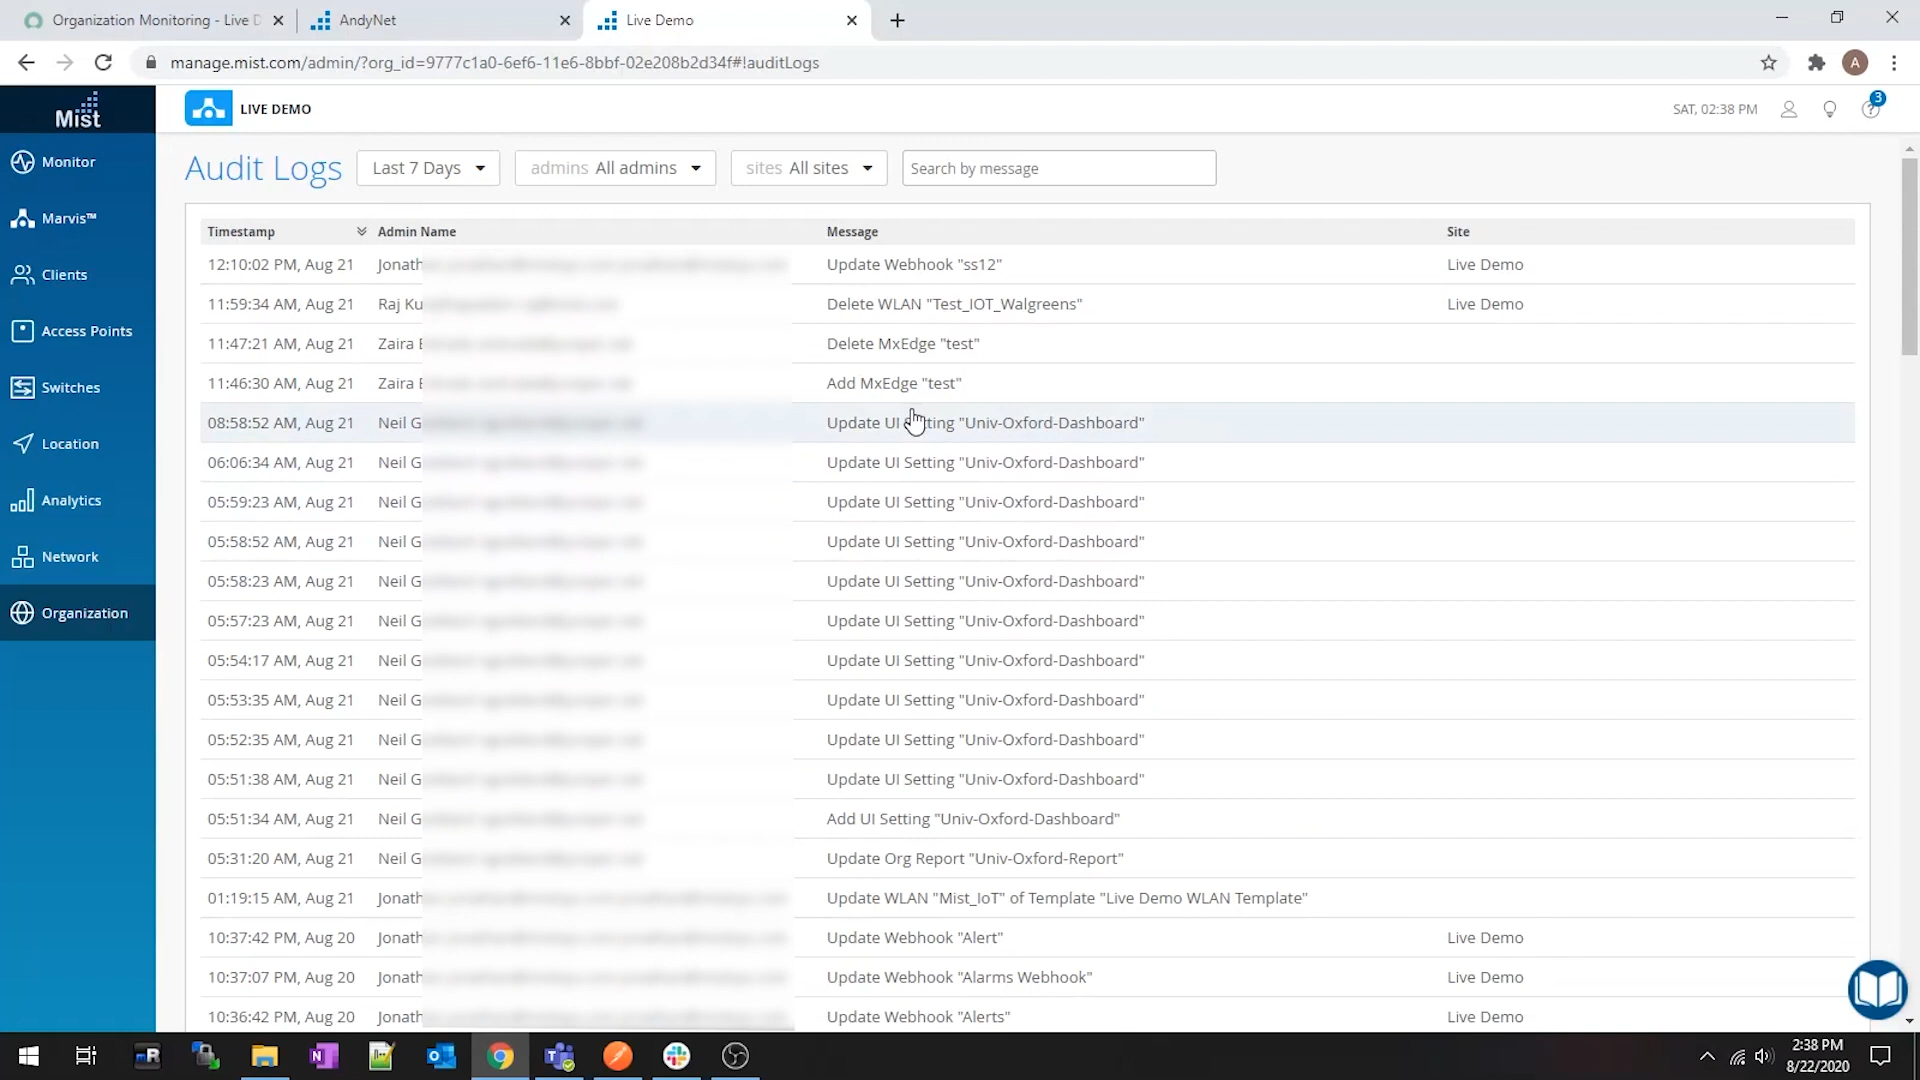 Organization Monitoring - Live D
AndyNet
Live Demo
manage.mist.com/admin/?org_id=9777c1a0-6ef6-11e6-8bbf-02e208b2d34f#!auditLogs
A
Mist
LIVE DEMO
SAT, 02:38 PM
3
Monitor
Marvis™
Clients
Access Points
Switches
Location
Analytics
Network
Organization
Audit Logs
Last 7 Days
admins All admins
sites All sites
Search by message
Timestamp Admin Name Message Site
12:10:02 PM, Aug 21 Jonath Update Webhook "ss12" Live Demo
11:59:34 AM, Aug 21 Raj Ku Delete WLAN "Test_IOT_Walgreens" Live Demo
11:47:21 AM, Aug 21 Zaira Delete MxEdge "test"
11:46:30 AM, Aug 21 Zaira Add MxEdge "test"
08:58:52 AM, Aug 21 Neil G Update UI Setting "Univ-Oxford-Dashboard"
06:06:34 AM, Aug 21 Neil G Update UI Setting "Univ-Oxford-Dashboard"
05:59:23 AM, Aug 21 Neil G Update UI Setting "Univ-Oxford-Dashboard"
05:58:52 AM, Aug 21 Neil G Update UI Setting "Univ-Oxford-Dashboard"
05:58:23 AM, Aug 21 Neil G Update UI Setting "Univ-Oxford-Dashboard"
05:57:23 AM, Aug 21 Neil G Update UI Setting "Univ-Oxford-Dashboard"
05:54:17 AM, Aug 21 Neil G Update UI Setting "Univ-Oxford-Dashboard"
05:53:35 AM, Aug 21 Neil G Update UI Setting "Univ-Oxford-Dashboard"
05:52:35 AM, Aug 21 Neil G Update UI Setting "Univ-Oxford-Dashboard"
05:51:38 AM, Aug 21 Neil G Update UI Setting "Univ-Oxford-Dashboard"
05:51:34 AM, Aug 21 Neil G Add UI Setting "Univ-Oxford-Dashboard"
05:31:20 AM, Aug 21 Neil G Update Org Report "Univ-Oxford-Report"
01:19:15 AM, Aug 21 Jonath Update WLAN "Mist_IoT" of Template "Live Demo WLAN Template"
10:37:42 PM, Aug 20 Jonath Update Webhook "Alert" Live Demo
10:37:07 PM, Aug 20 Jonath Update Webhook "Alarms Webhook" Live Demo
10:36:42 PM, Aug 20 Jonath Update Webhook "Alerts" Live Demo
2:38 PM
8/22/2020